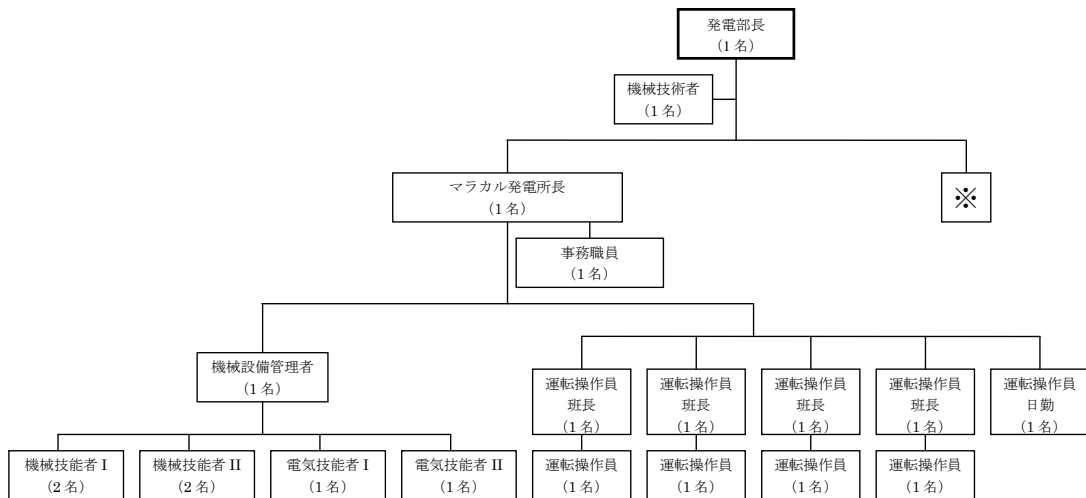 発電部長
（1 名）
機械技術者
（1 名）
マラカル発電所長
（1 名）
※
事務職員
（1 名）
機械設備管理者
（1 名）
運転操作員
班長
（1 名）
運転操作員
班長
（1 名）
運転操作員
班長
（1 名）
運転操作員
班長
（1 名）
運転操作員
日勤
（1 名）
機械技能者 I
（2 名）
機械技能者 II
（2 名）
電気技能者 I
（1 名）
電気技能者 II
（1 名）
運転操作員
（1 名）
運転操作員
（1 名）
運転操作員
（1 名）
運転操作員
（1 名）